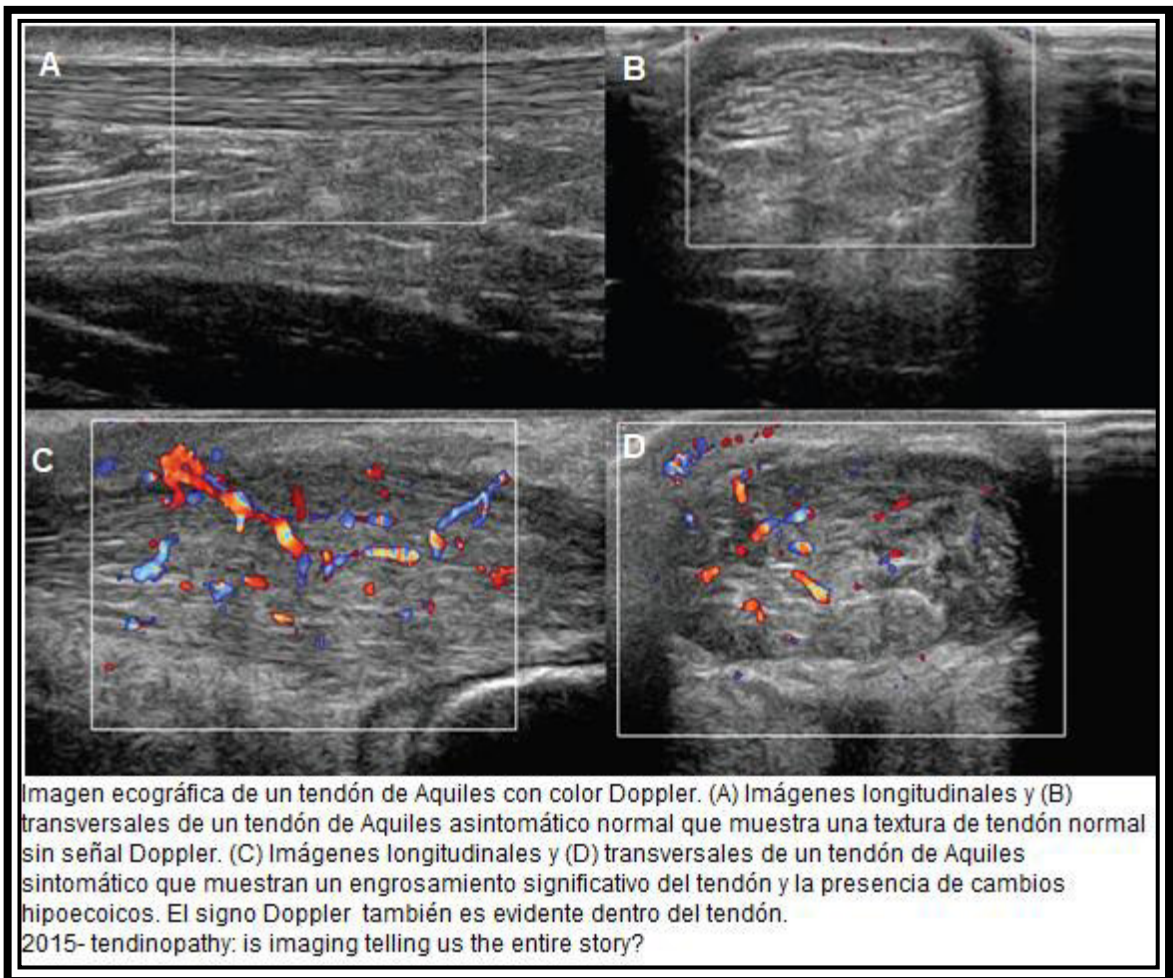 A
B
C
D
Imagen ecográfica de un tendón de Aquiles con color Doppler. (A) Imágenes longitudinales y (B)
transversales de un tendón de Aquiles asintomático normal que muestra una textura de tendón normal
sin señal Doppler. (C) Imágenes longitudinales y (D) transversales de un tendón de Aquiles
sintomático que muestran un engrosamiento significativo del tendón y la presencia de cambios
hipoecoicos. El signo Doppler también es evidente dentro del tendón.
2015- tendinopathy: is imaging telling us the entire story?